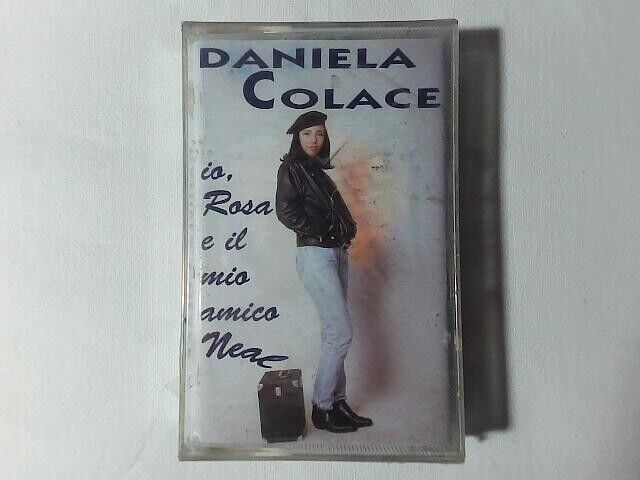 DANIELA
COLACE
io,
Rosa
e il
mio
amico
Neal